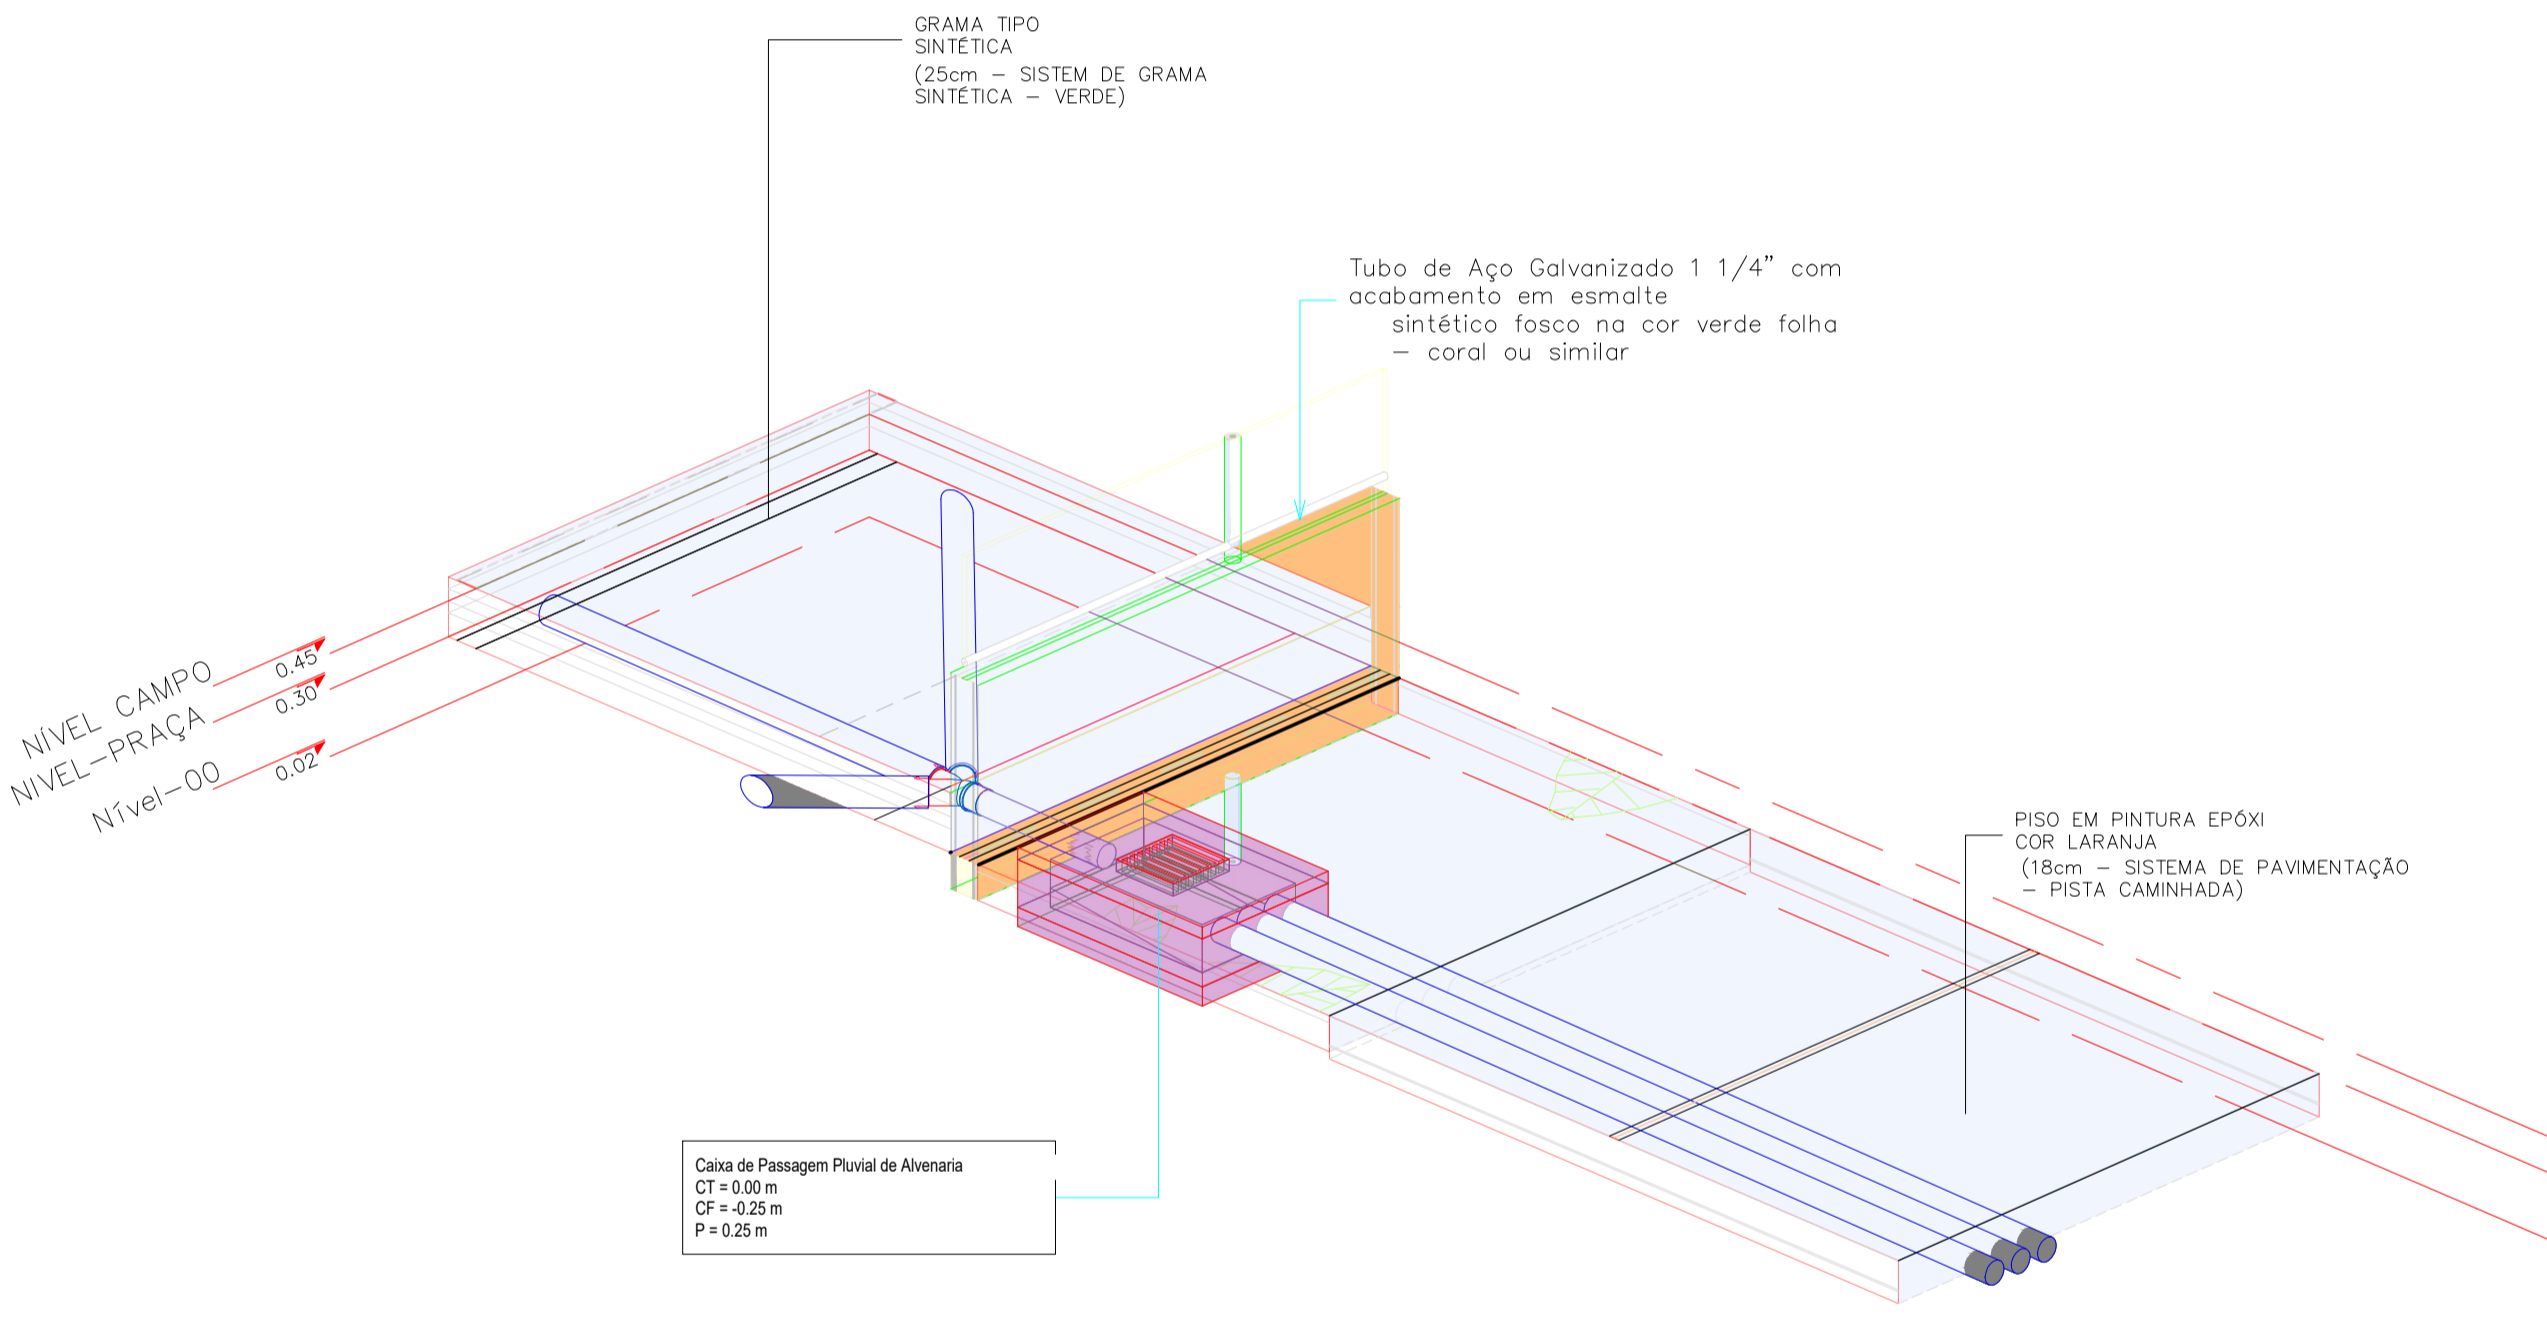 GRAMA TIPO
SINTÉTICA
(25cm – SISTEM DE GRAMA
SINTÉTICA – VERDE)
Tubo de Aço Galvanizado 1 1/4” com
acabamento em esmalte
sintético fosco na cor verde folha
– coral ou similar
NÍVEL CAMPO 0.45
NIVEL-PRAÇA 0.30
Nível-00 0.02
PISO EM PINTURA EPÓXI
COR LARANJA
(18cm – SISTEMA DE PAVIMENTAÇÃO
– PISTA CAMINHADA)
Caixa de Passagem Pluvial de Alvenaria
CT = 0.00 m
CF = -0.25 m
P = 0.25 m